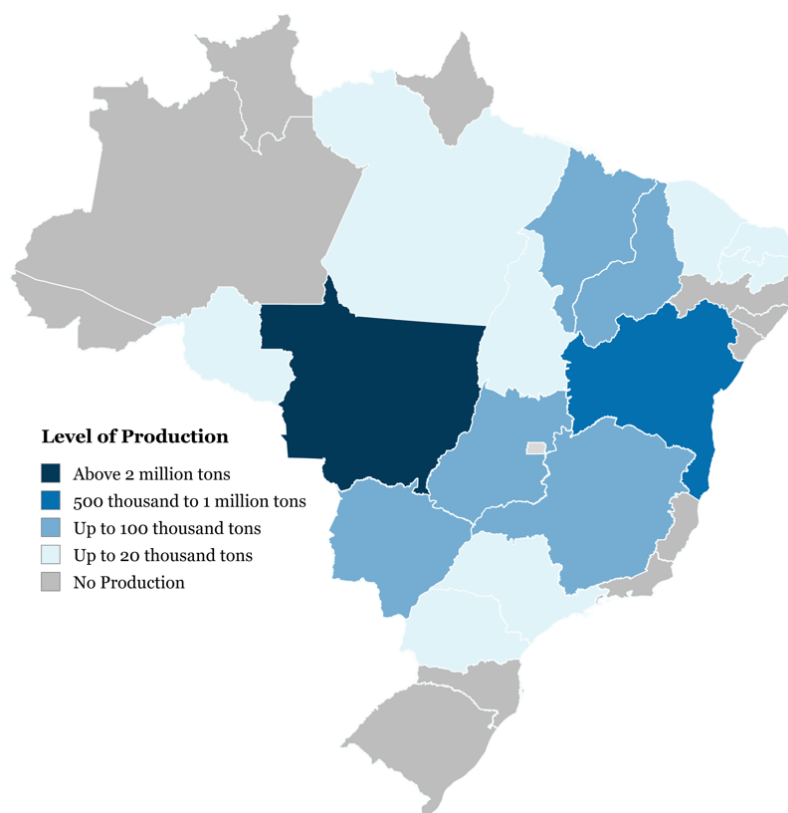 Level of Production
Above 2 million tons
500 thousand to 1 million tons
Up to 100 thousand tons
Up to 20 thousand tons
No Production